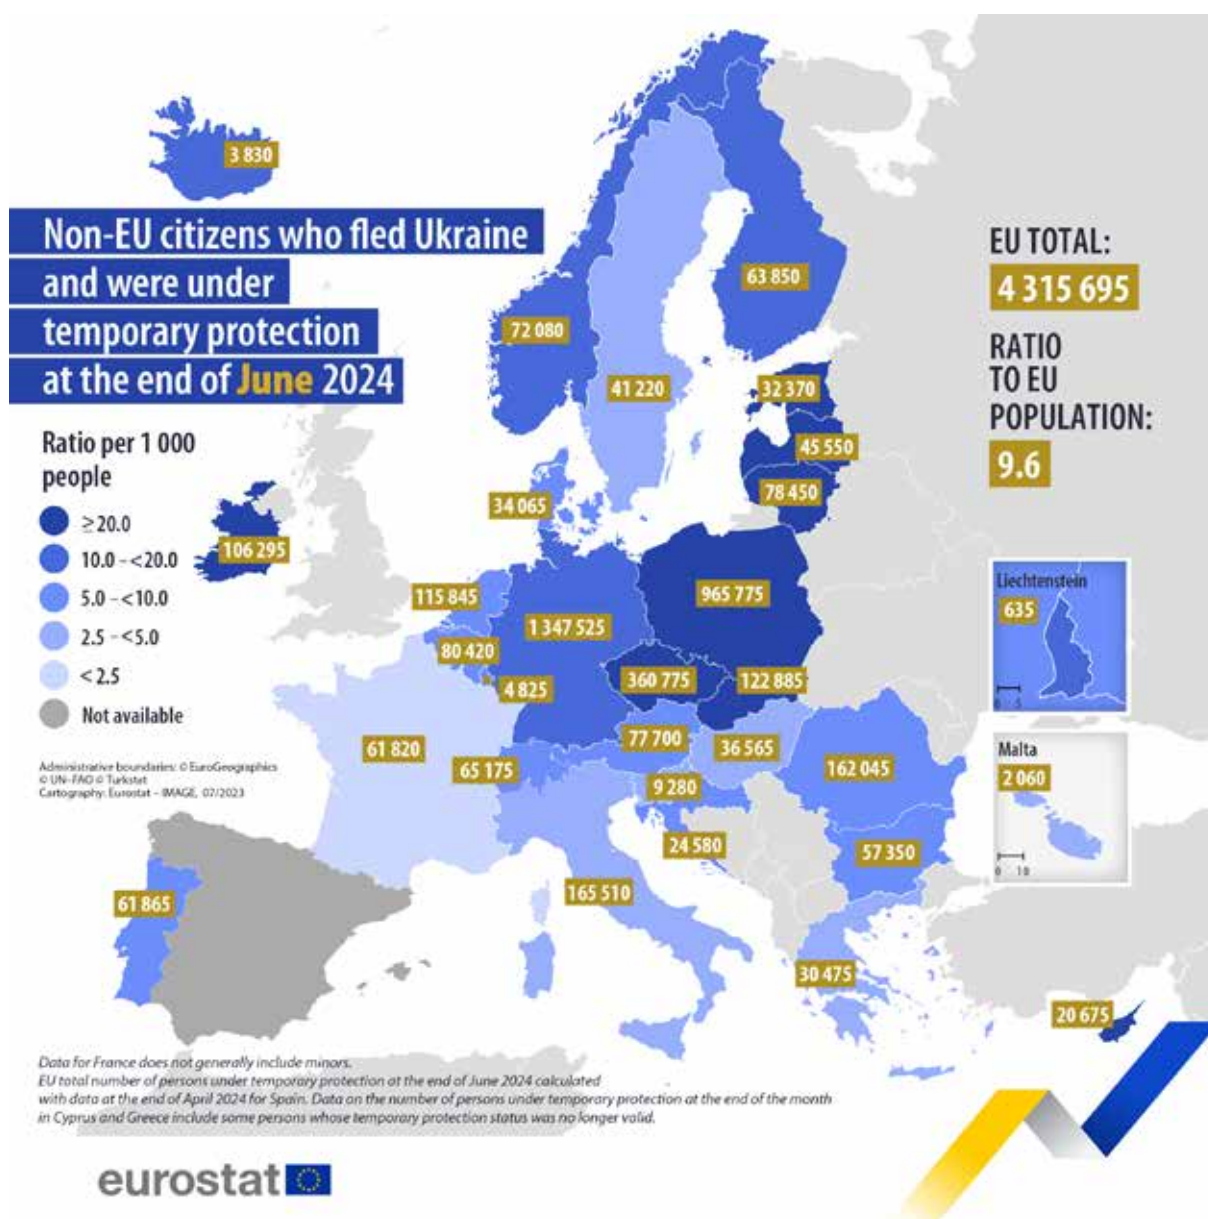 3 830
Non-EU citizens who fled Ukraine
and were under
temporary protection
at the end of June 2024
EU TOTAL:
4 315 695
RATIO
TO EU
POPULATION:
9.6
Ratio per 1 000
people
≥20.0
10.0 - <20.0
5.0 - <10.0
2.5 - <5.0
< 2.5
Not available
Administrative boundaries: © EuroGeographics
© UN-FAO © Turkstat
Cartography: Eurostat - IMAGE, 07/2023
63 850
72 080
41 220
32 370
45 550
78 450
34 065
106 295
115 845
965 775
1 347 525
80 420
360 775
122 885
4 825
77 700
36 565
61 820
65 175
162 045
9 280
24 580
57 350
61 865
165 510
30 475
20 675
Liechtenstein
635
0 5
Malta
2 060
0 10
Data for France does not generally include minors.
EU total number of persons under temporary protection at the end of June 2024 calculated
with data at the end of April 2024 for Spain. Data on the number of persons under temporary protection at the end of the month
in Cyprus and Greece include some persons whose temporary protection status was no longer valid.
eurostat